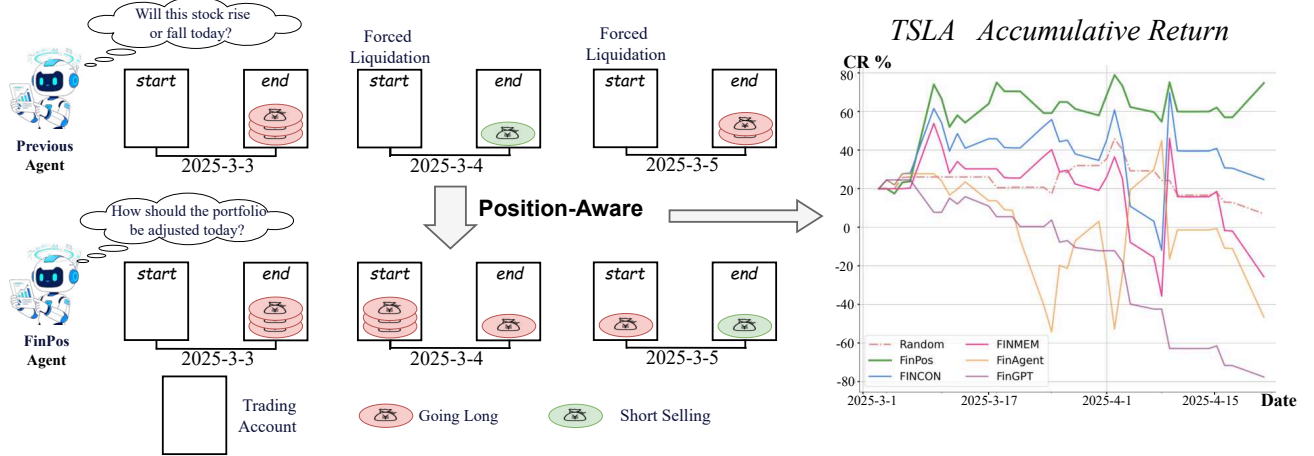 Will this stock rise
or fall today?
Previous
Agent
start
end
2025-3-3
Forced
Liquidation
start
end
2025-3-4
Forced
Liquidation
start
end
2025-3-5
Position-Aware
How should the portfolio
be adjusted today?
FinPos
Agent
start
end
2025-3-3
start
end
2025-3-4
start
end
2025-3-5
Trading
Account
Going Long
Short Selling
TSLA Accumulative Return
CR %
80
60
40
20
0
-20
-40
-60
-80
Random
FinPos
FINCON
FINMEM
FinAgent
FinGPT
2025-3-1
2025-3-17
2025-4-1
2025-4-15
Date